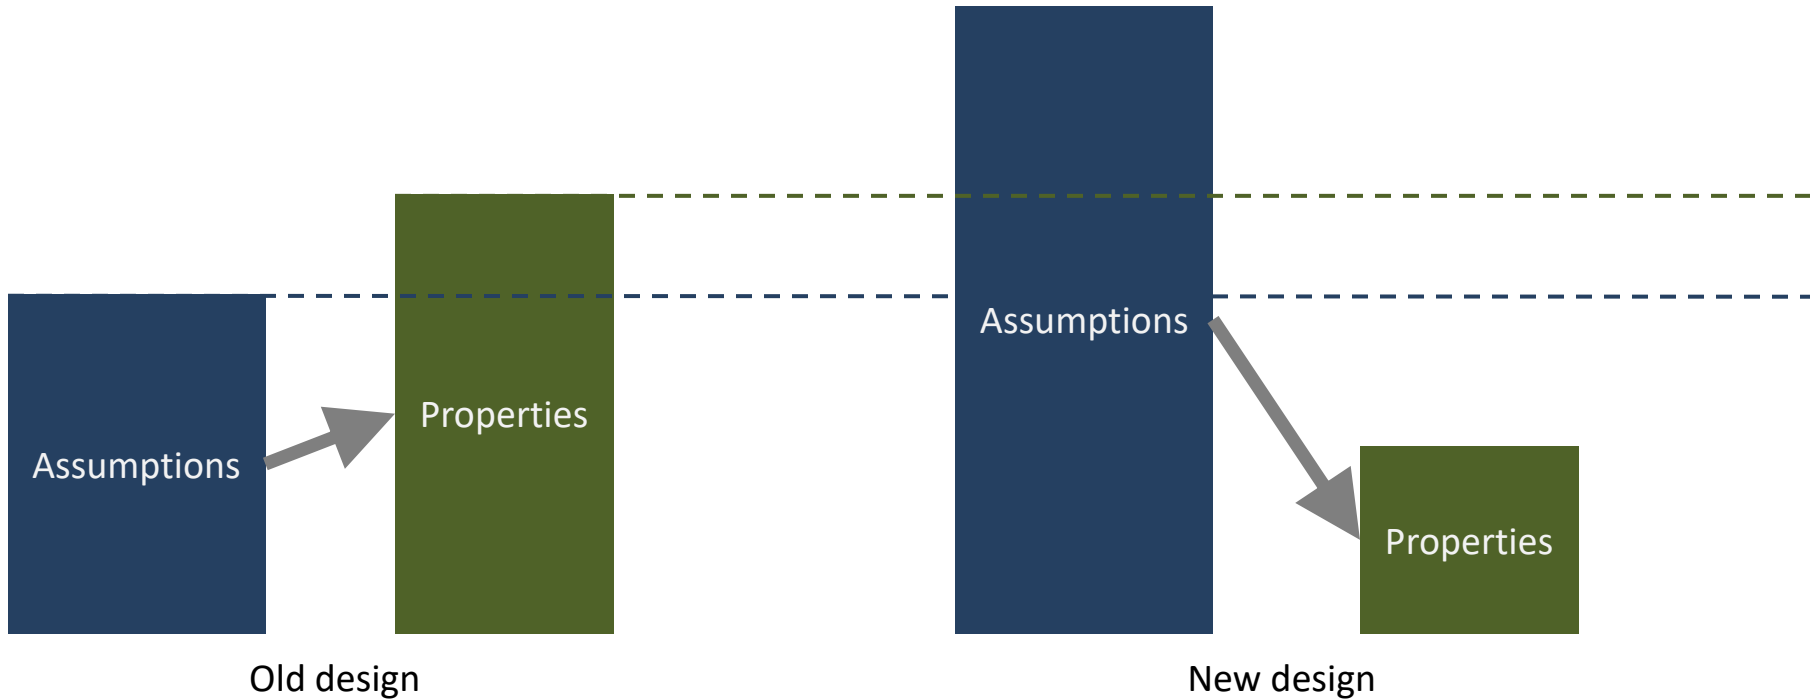 Assumptions
Properties
Old design
Assumptions
Properties
New design